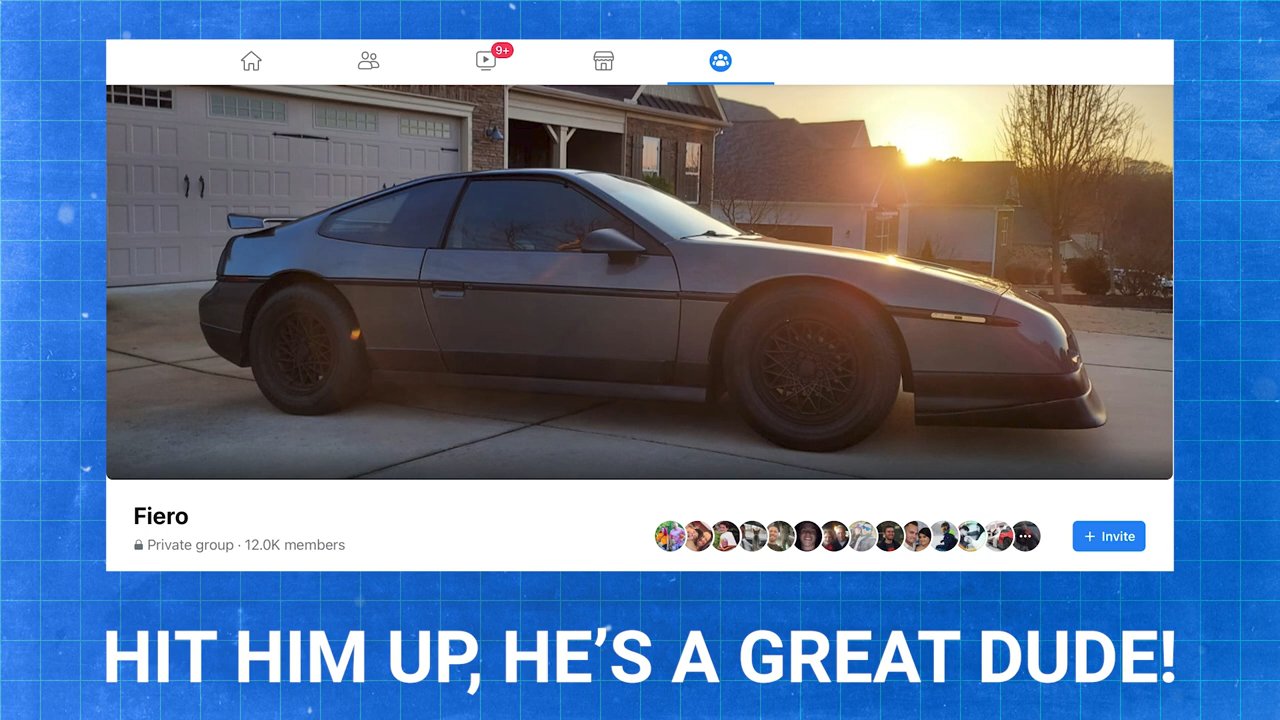 9+
Fiero
Private group · 12.0K members
+ Invite
HIT HIM UP, HE’S A GREAT DUDE!